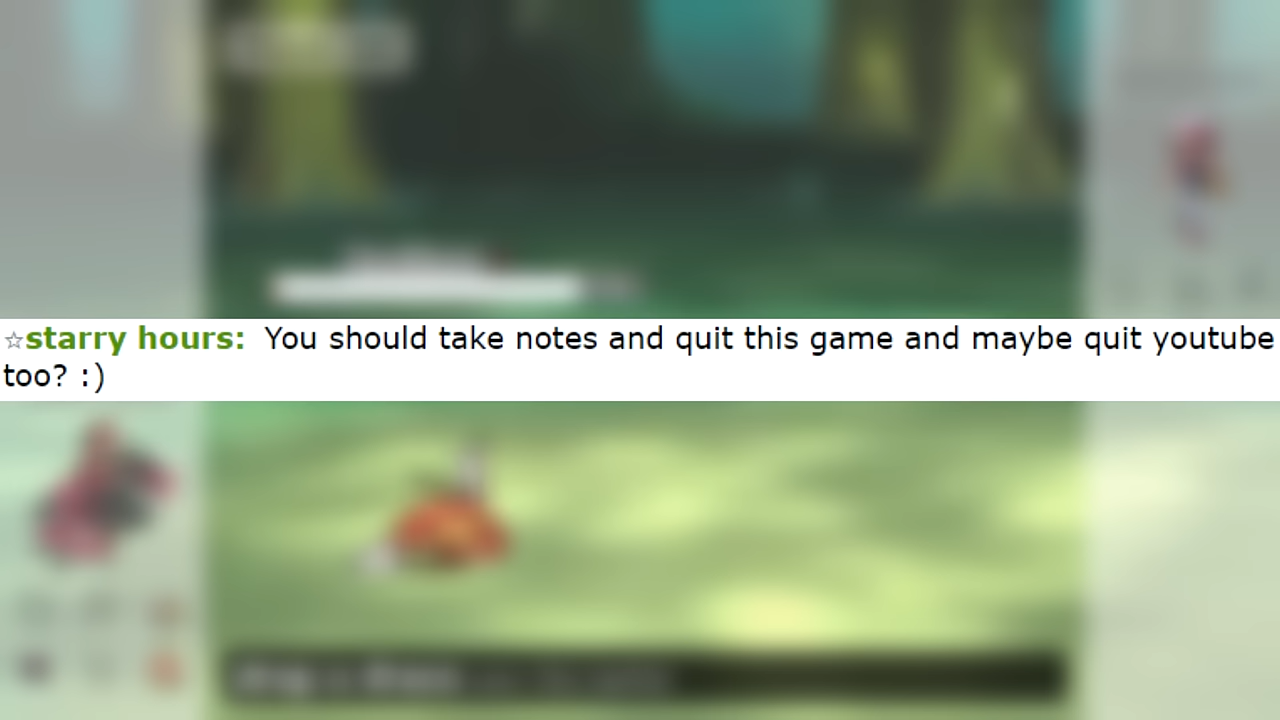 ☆starry hours: You should take notes and quit this game and maybe quit youtube
too? :)